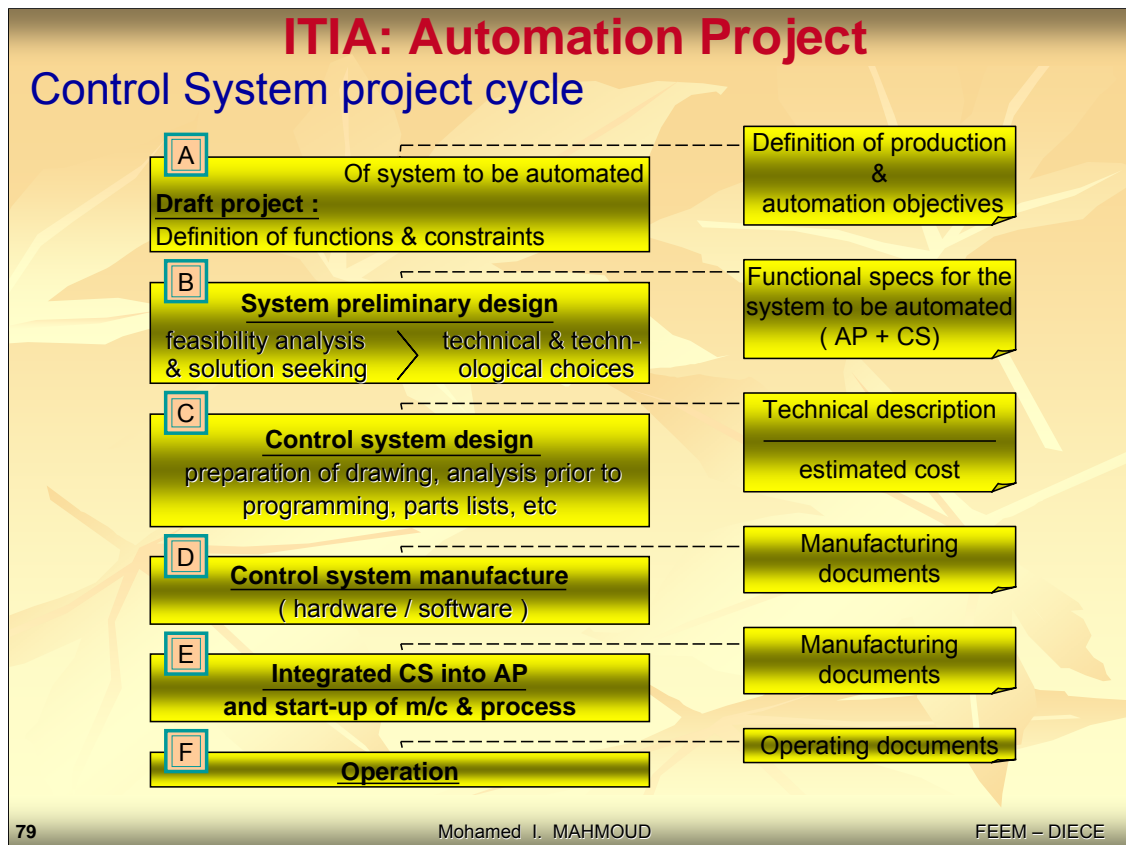 ITIA: Automation Project
Control System project cycle
A
Of system to be automated
Draft project :
Definition of functions & constraints
Definition of production
&
automation objectives
B
System preliminary design
feasibility analysis
& solution seeking
technical & techn-
ological choices
Functional specs for the
system to be automated
( AP + CS)
C
Control system design
preparation of drawing, analysis prior to
programming, parts lists, etc
Technical description
estimated cost
D
Control system manufacture
( hardware / software )
Manufacturing
documents
E
Integrated CS into AP
and start-up of m/c & process
Manufacturing
documents
F
Operation
Operating documents
79
Mohamed I. MAHMOUD
FEEM – DIECE